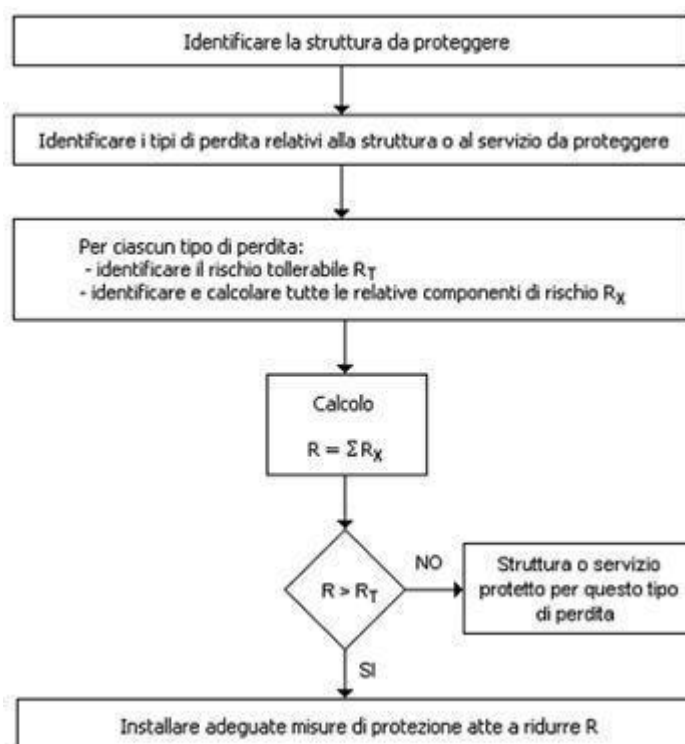 Identificare la struttura da proteggere
Identificare i tipi di perdita relativi alla struttura o al servizio da proteggere
Per ciascun tipo di perdita:
- identificare il rischio tollerabile RT
- identificare e calcolare tutte le relative componenti di rischio RX
Calcolo
R = ΣRX
R > RT
NO
Struttura o servizio
protetto per questo tipo
di perdita
SI
Installare adeguate misure di protezione atte a ridurre R